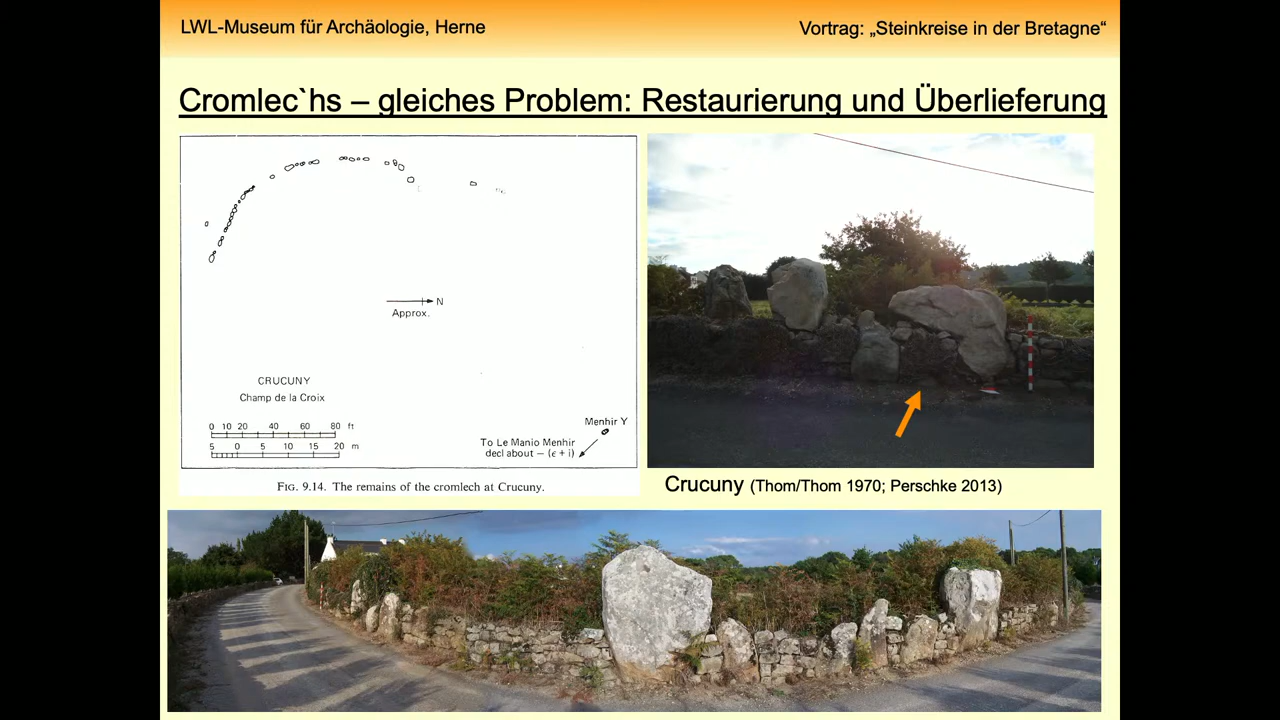 LWL-Museum für Archäologie, Herne
Vortrag: „Steinkreise in der Bretagne“
Cromlec`hs – gleiches Problem: Restaurierung und Überlieferung
N
Approx.
CRUCUNY
Champ de la Croix
0 10 20 40 60 80 ft
5 0 5 10 15 20 m
Menhir Y
To Le Manio Menhir
decl about – (ϵ + i)
FIG. 9.14. The remains of the cromlech at Crucuny.
Crucuny (Thom/Thom 1970; Perschke 2013)